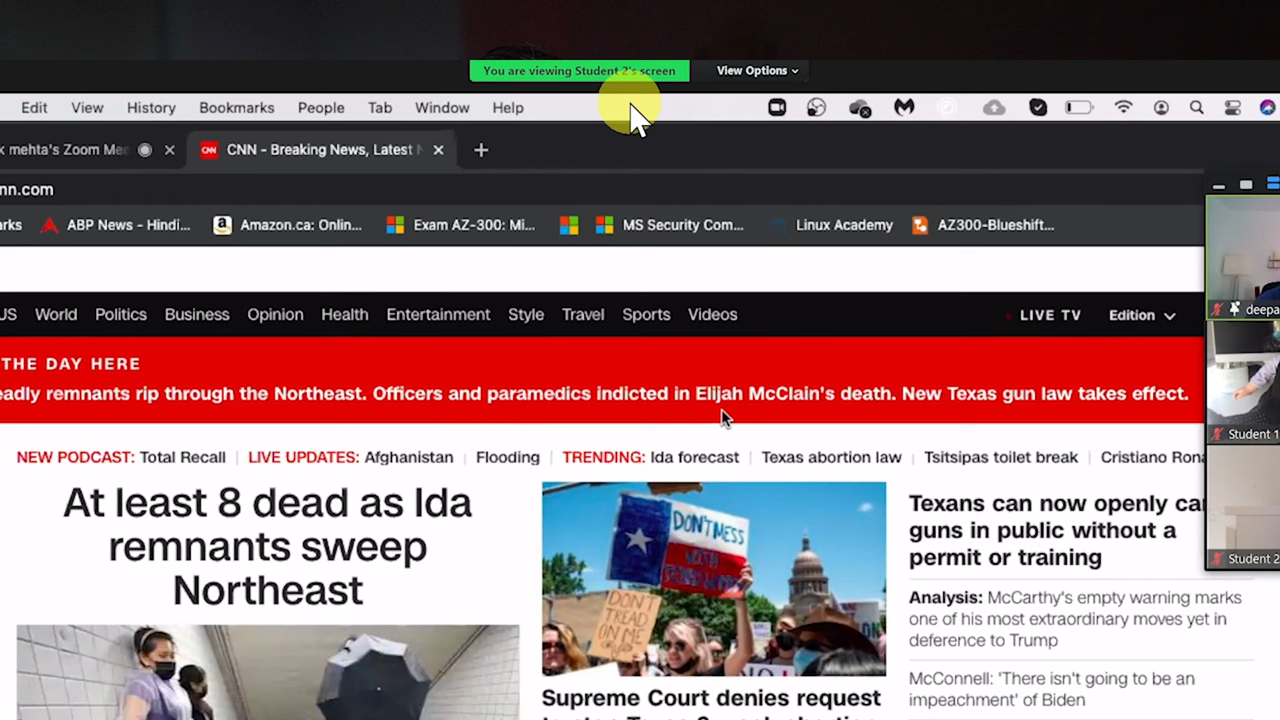 You are viewing Student 2's screen
View Options
Edit View History Bookmarks People Tab Window Help
k mehta's Zoom Me
CNN CNN - Breaking News, Latest
nn.com
rks ABP News - Hindi... Amazon.ca: Onlin... Exam AZ-300: Mi... MS Security Com... Linux Academy AZ300-Blueshift...
US World Politics Business Opinion Health Entertainment Style Travel Sports Videos LIVE TV Edition
THE DAY HERE
eadly remnants rip through the Northeast. Officers and paramedics indicted in Elijah McClain's death. New Texas gun law takes effect.
NEW PODCAST: Total Recall LIVE UPDATES: Afghanistan Flooding TRENDING: Ida forecast Texas abortion law Tsitsipas toilet break Cristiano Rona
At least 8 dead as Ida
remnants sweep
Northeast
DON'T MESS
WITH
DON'T
TREAD
ON ME
Supreme Court denies request
Texans can now openly ca
guns in public without a
permit or training
Analysis: McCarthy's empty warning marks
one of his most extraordinary moves yet in
deference to Trump
McConnell: 'There isn't going to be an
impeachment' of Biden
deepa
Student 1
Student 2